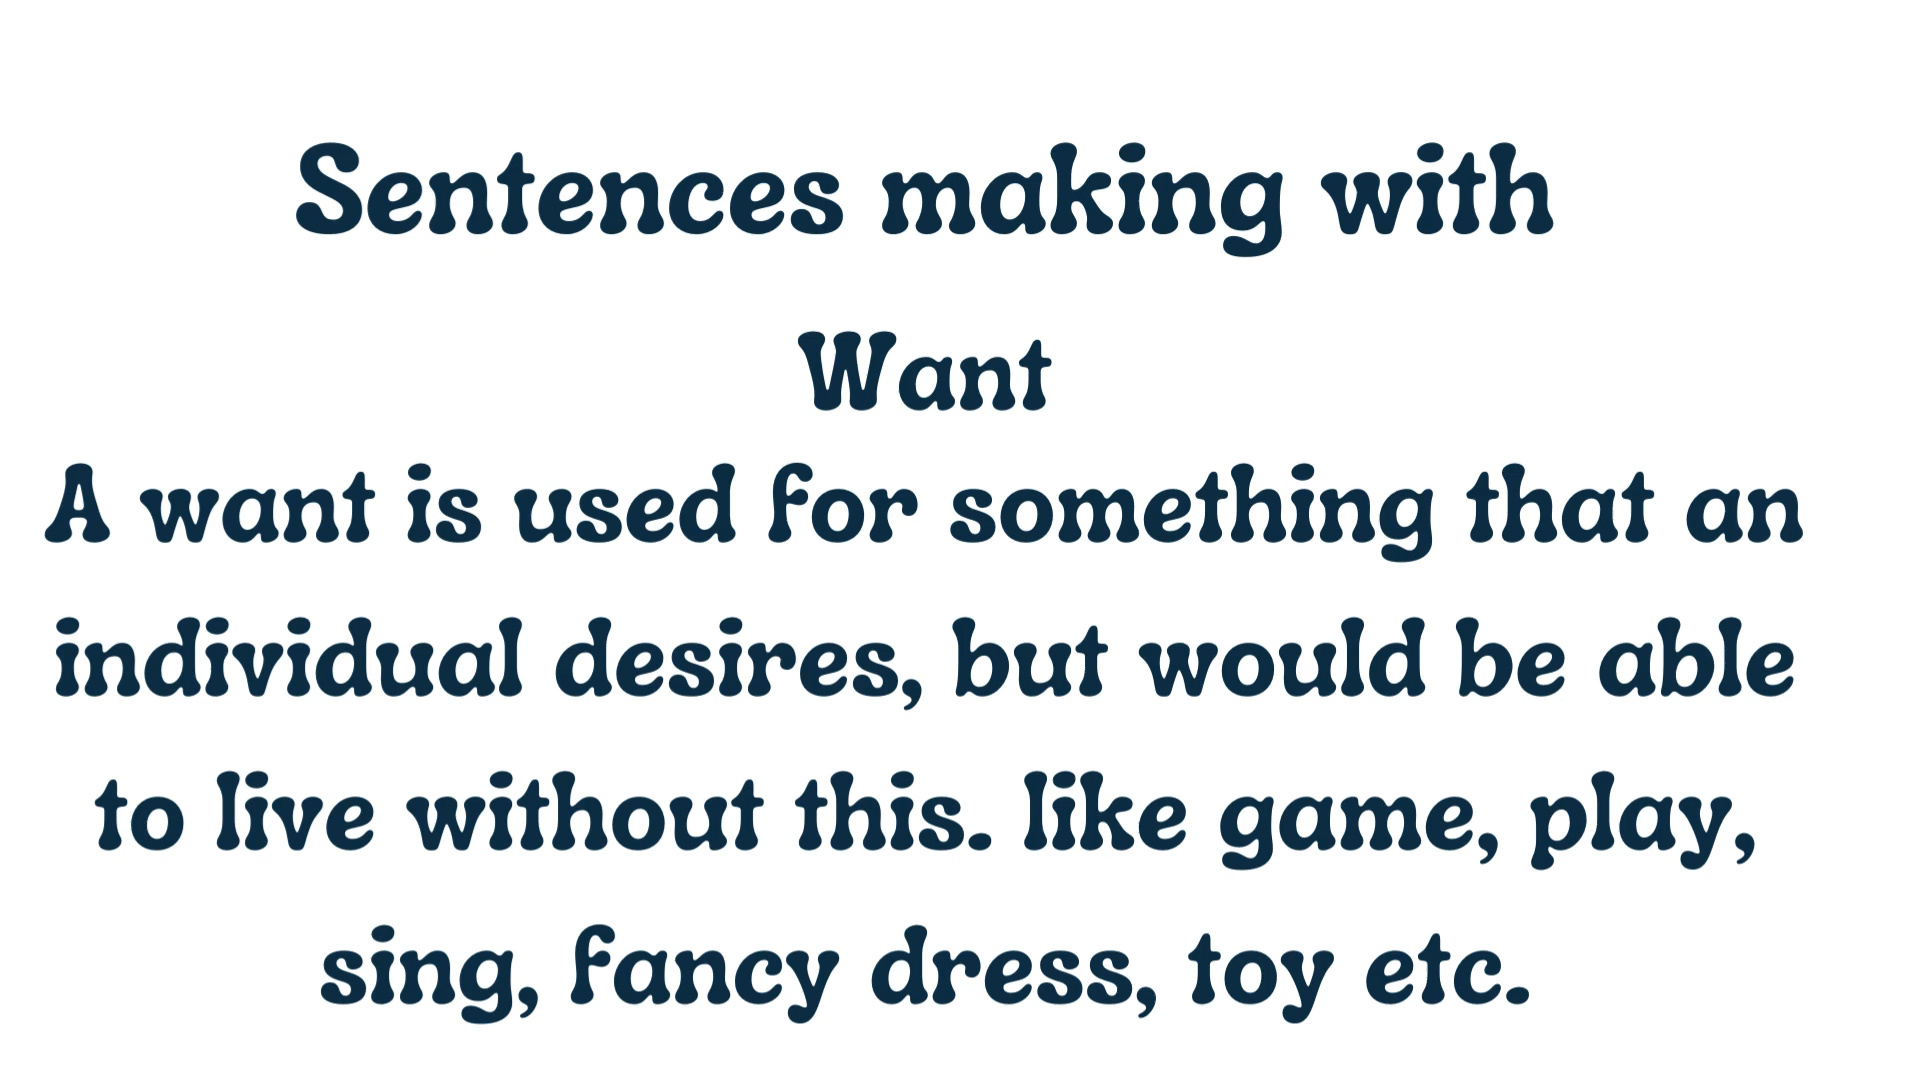 Sentences making with
Want
A want is used for something that an
individual desires, but would be able
to live without this. like game, play,
sing, fancy dress, toy etc.